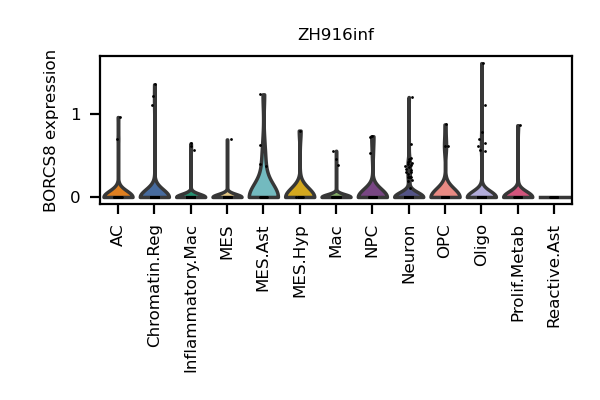 ZH916inf
BORCS8 expression
1
0
AC
Chromatin.Reg
Inflammatory.Mac
MES
MES.Ast
MES.Hyp
Mac
NPC
Neuron
OPC
Oligo
Prolif.Metab
Reactive.Ast